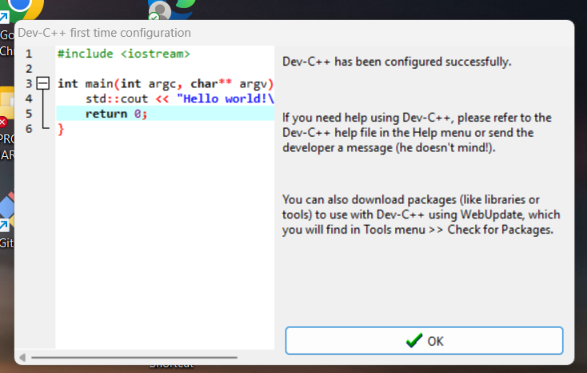 Dev-C++ first time configuration
1 #include <iostream>
2
3 int main(int argc, char** argv)
4 std::cout << "Hello world!\
5 return 0;
6 }
Dev-C++ has been configured successfully.
If you need help using Dev-C++, please refer to the
Dev-C++ help file in the Help menu or send the
developer a message (he doesn't mind!).
You can also download packages (like libraries or
tools) to use with Dev-C++ using WebUpdate, which
you will find in Tools menu >> Check for Packages.
OK
Go
Ch
PRO
AR
Git